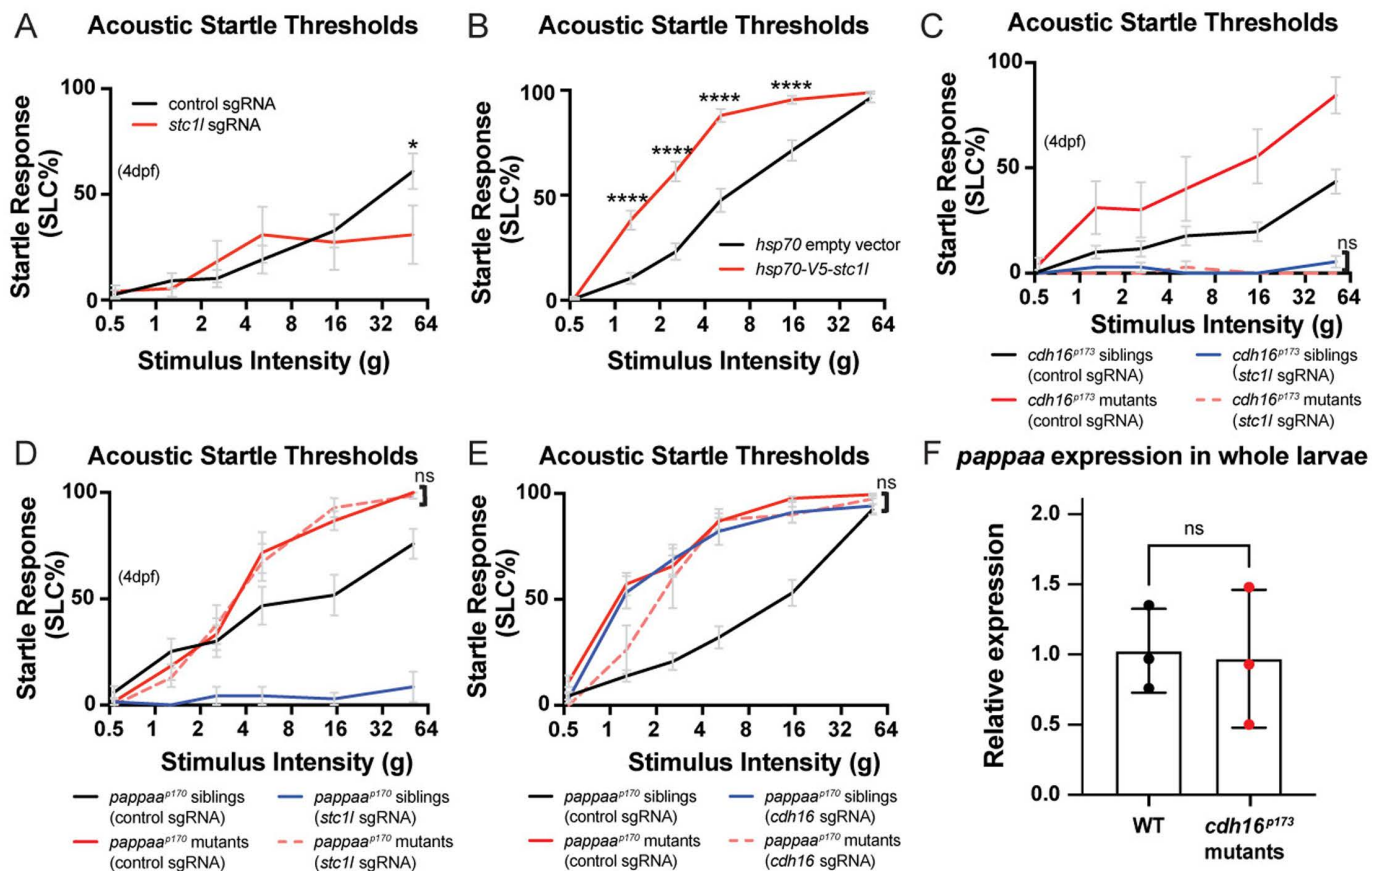 A Acoustic Startle Thresholds
Startle Response
(SLC%)
100
50
0
control sgRNA
stc1l sgRNA
(4dpf)
*
0.5 1 2 4 8 16 32 64
Stimulus Intensity (g)
B Acoustic Startle Thresholds
Startle Response
(SLC%)
100
50
0
**** **** **** ****
hsp70 empty vector
hsp70-V5-stc1l
0.5 1 2 4 8 16 32 64
Stimulus Intensity (g)
C Acoustic Startle Thresholds
Startle Response
(SLC%)
100
50
0
(4dpf)
ns
0.5 1 2 4 8 16 32 64
Stimulus Intensity (g)
cdh16p173 siblings
(control sgRNA)
cdh16p173 mutants
(control sgRNA)
cdh16p173 siblings
(stc1l sgRNA)
cdh16p173 mutants
(stc1l sgRNA)
D Acoustic Startle Thresholds
Startle Response
(SLC%)
100
50
0
(4dpf)
ns
0.5 1 2 4 8 16 32 64
Stimulus Intensity (g)
pappaap170 siblings
(control sgRNA)
pappaap170 mutants
(control sgRNA)
pappaap170 siblings
(stc1l sgRNA)
pappaap170 mutants
(stc1l sgRNA)
E Acoustic Startle Thresholds
Startle Response
(SLC%)
100
50
0
ns
0.5 1 2 4 8 16 32 64
Stimulus Intensity (g)
pappaap170 siblings
(control sgRNA)
pappaap170 mutants
(control sgRNA)
pappaap170 siblings
(cdh16 sgRNA)
pappaap170 mutants
(cdh16 sgRNA)
F pappaa expression in whole larvae
Relative expression
2.0
1.5
1.0
0.5
0.0
ns
WT
cdh16p173
mutants